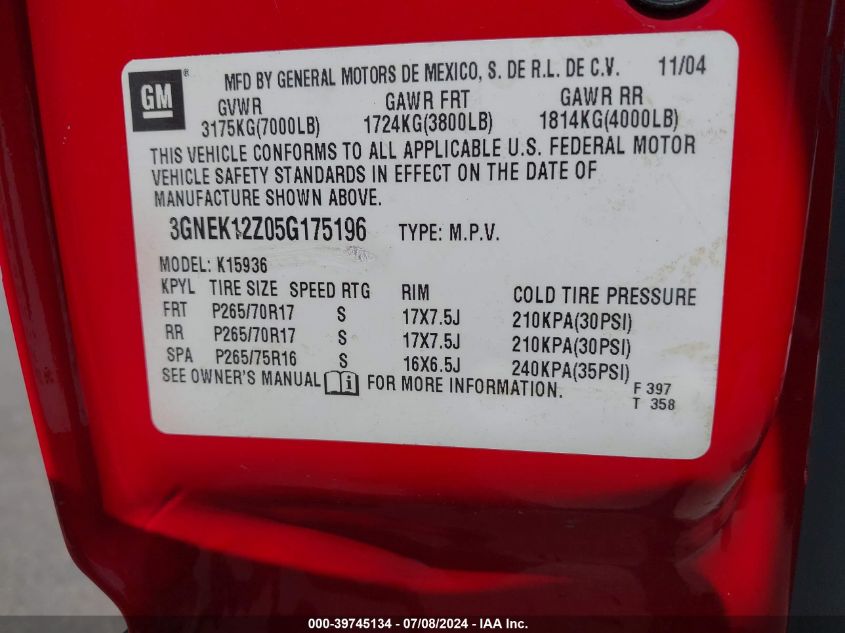 GM ® MFD BY GENERAL MOTORS DE MEXICO, S. DE R.L. DE C.V. 11/04
GVWR GAWR FRT GAWR RR
3175KG(7000LB) 1724KG(3800LB) 1814KG(4000LB)
THIS VEHICLE CONFORMS TO ALL APPLICABLE U.S. FEDERAL MOTOR
VEHICLE SAFETY STANDARDS IN EFFECT ON THE DATE OF
MANUFACTURE SHOWN ABOVE.
3GNEK12Z05G175196 TYPE: M.P.V.
MODEL: K15936
KPYL TIRE SIZE SPEED RTG RIM COLD TIRE PRESSURE
FRT P265/70R17 S 17X7.5J 210KPA(30PSI)
RR P265/70R17 S 17X7.5J 210KPA(30PSI)
SPA P265/75R16 S 16X6.5J 240KPA(35PSI)
SEE OWNER'S MANUAL i FOR MORE INFORMATION.
F 397
T 358
000-39745134 - 07/08/2024 - IAA Inc.